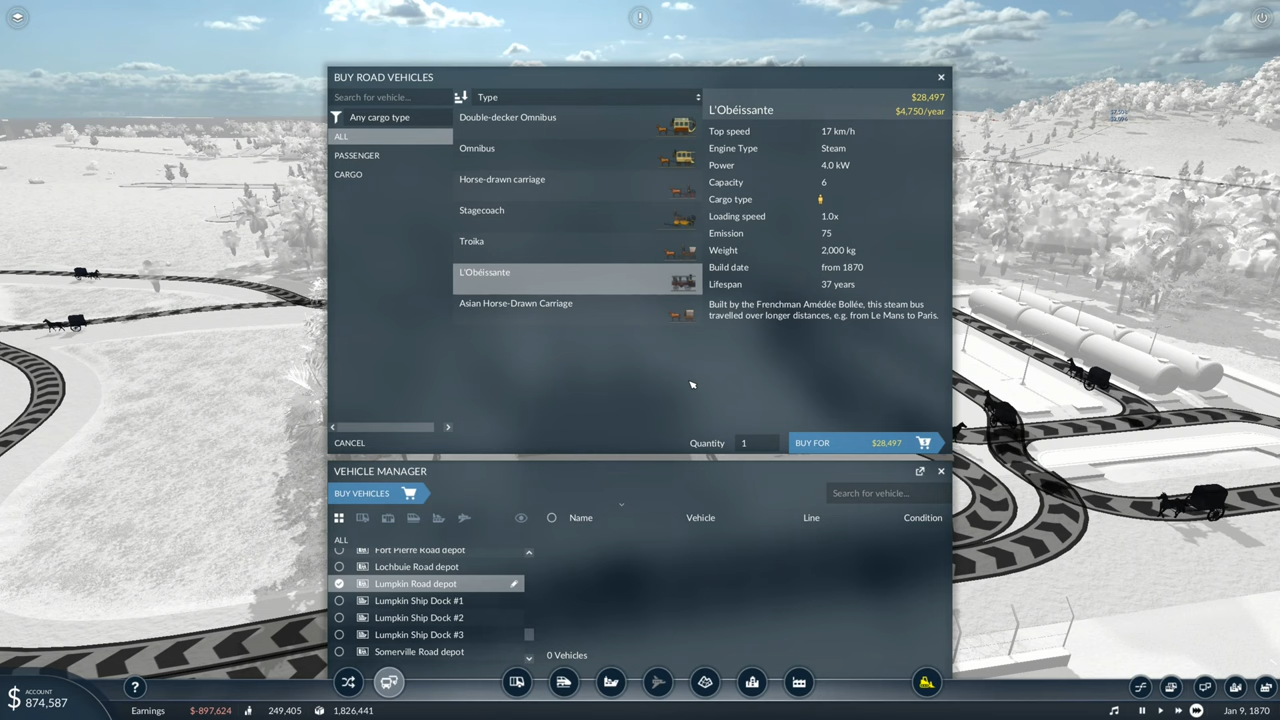 BUY ROAD VEHICLES
Search for vehicle...
Type
Any cargo type
ALL
PASSENGER
CARGO
Double-decker Omnibus
Omnibus
Horse-drawn carriage
Stagecoach
Troika
L'Obéissante
Asian Horse-Drawn Carriage
$28,497
L'Obéissante
$4,750/year
Top speed 17 km/h
Engine Type Steam
Power 4.0 kW
Capacity 6
Cargo type
Loading speed 1.0x
Emission 75
Weight 2,000 kg
Build date from 1870
Lifespan 37 years
Built by the Frenchman Amédée Bollée, this steam bus
travelled over longer distances, e.g. from Le Mans to Paris.
CANCEL
Quantity 1
BUY FOR $28,497
VEHICLE MANAGER
BUY VEHICLES
Search for vehicle...
Name Vehicle Line Condition
ALL
Fort Pierre Road depot
Lochbuie Road depot
Lumpkin Road depot
Lumpkin Ship Dock #1
Lumpkin Ship Dock #2
Lumpkin Ship Dock #3
Somerville Road depot
0 Vehicles
$ ACCOUNT
874,587
?
Earnings $-897,624 249,405 1,826,441
Jan 9, 1870